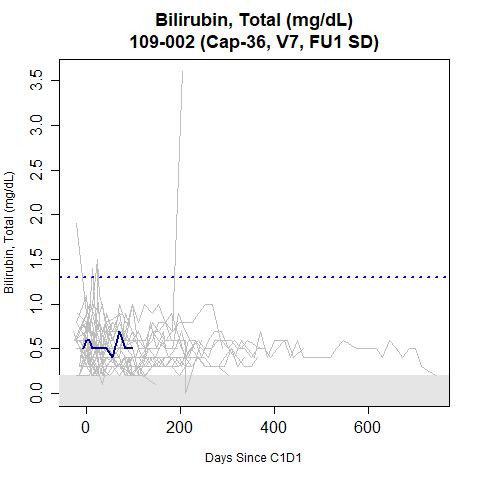 Bilirubin, Total (mg/dL)
109-002 (Cap-36, V7, FU1 SD)
Bilirubin, Total (mg/dL)
3.5
3.0
2.5
2.0
1.5
1.0
0.5
0.0
0 200 400 600
Days Since C1D1